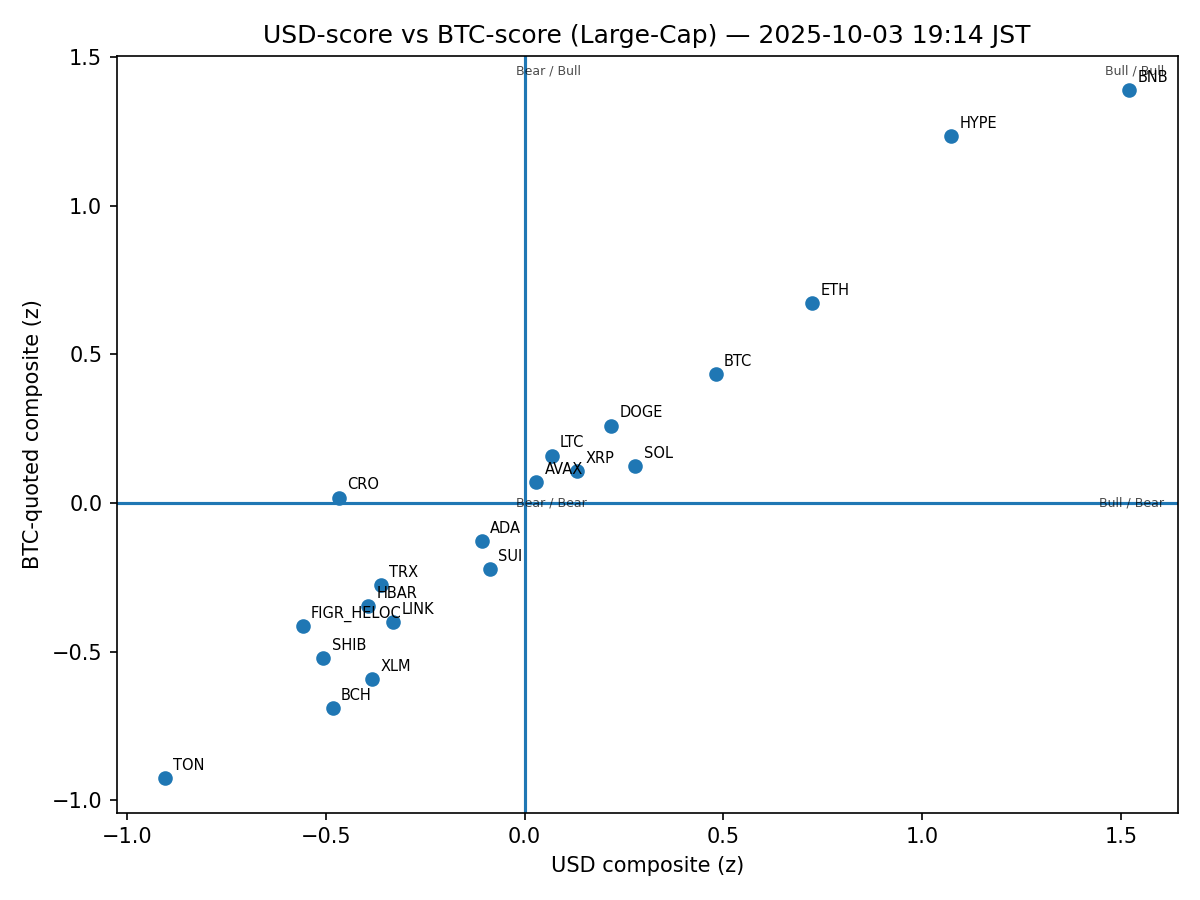 USD-score vs BTC-score (Large-Cap) — 2025-10-03 19:14 JST
1.5
Bear / Bull
Bull / Bull
BNB
HYPE
1.0
ETH
0.5
BTC
DOGE
LTC
XRP
SOL
AVAX
CRO
0.0
Bear / Bear
Bull / Bear
ADA
SUI
TRX
HBAR
LINK
FIGR_HELOC
−0.5
SHIB
XLM
BCH
TON
−1.0
BTC-quoted composite (z)
−1.0
−0.5
0.0
0.5
1.0
1.5
USD composite (z)